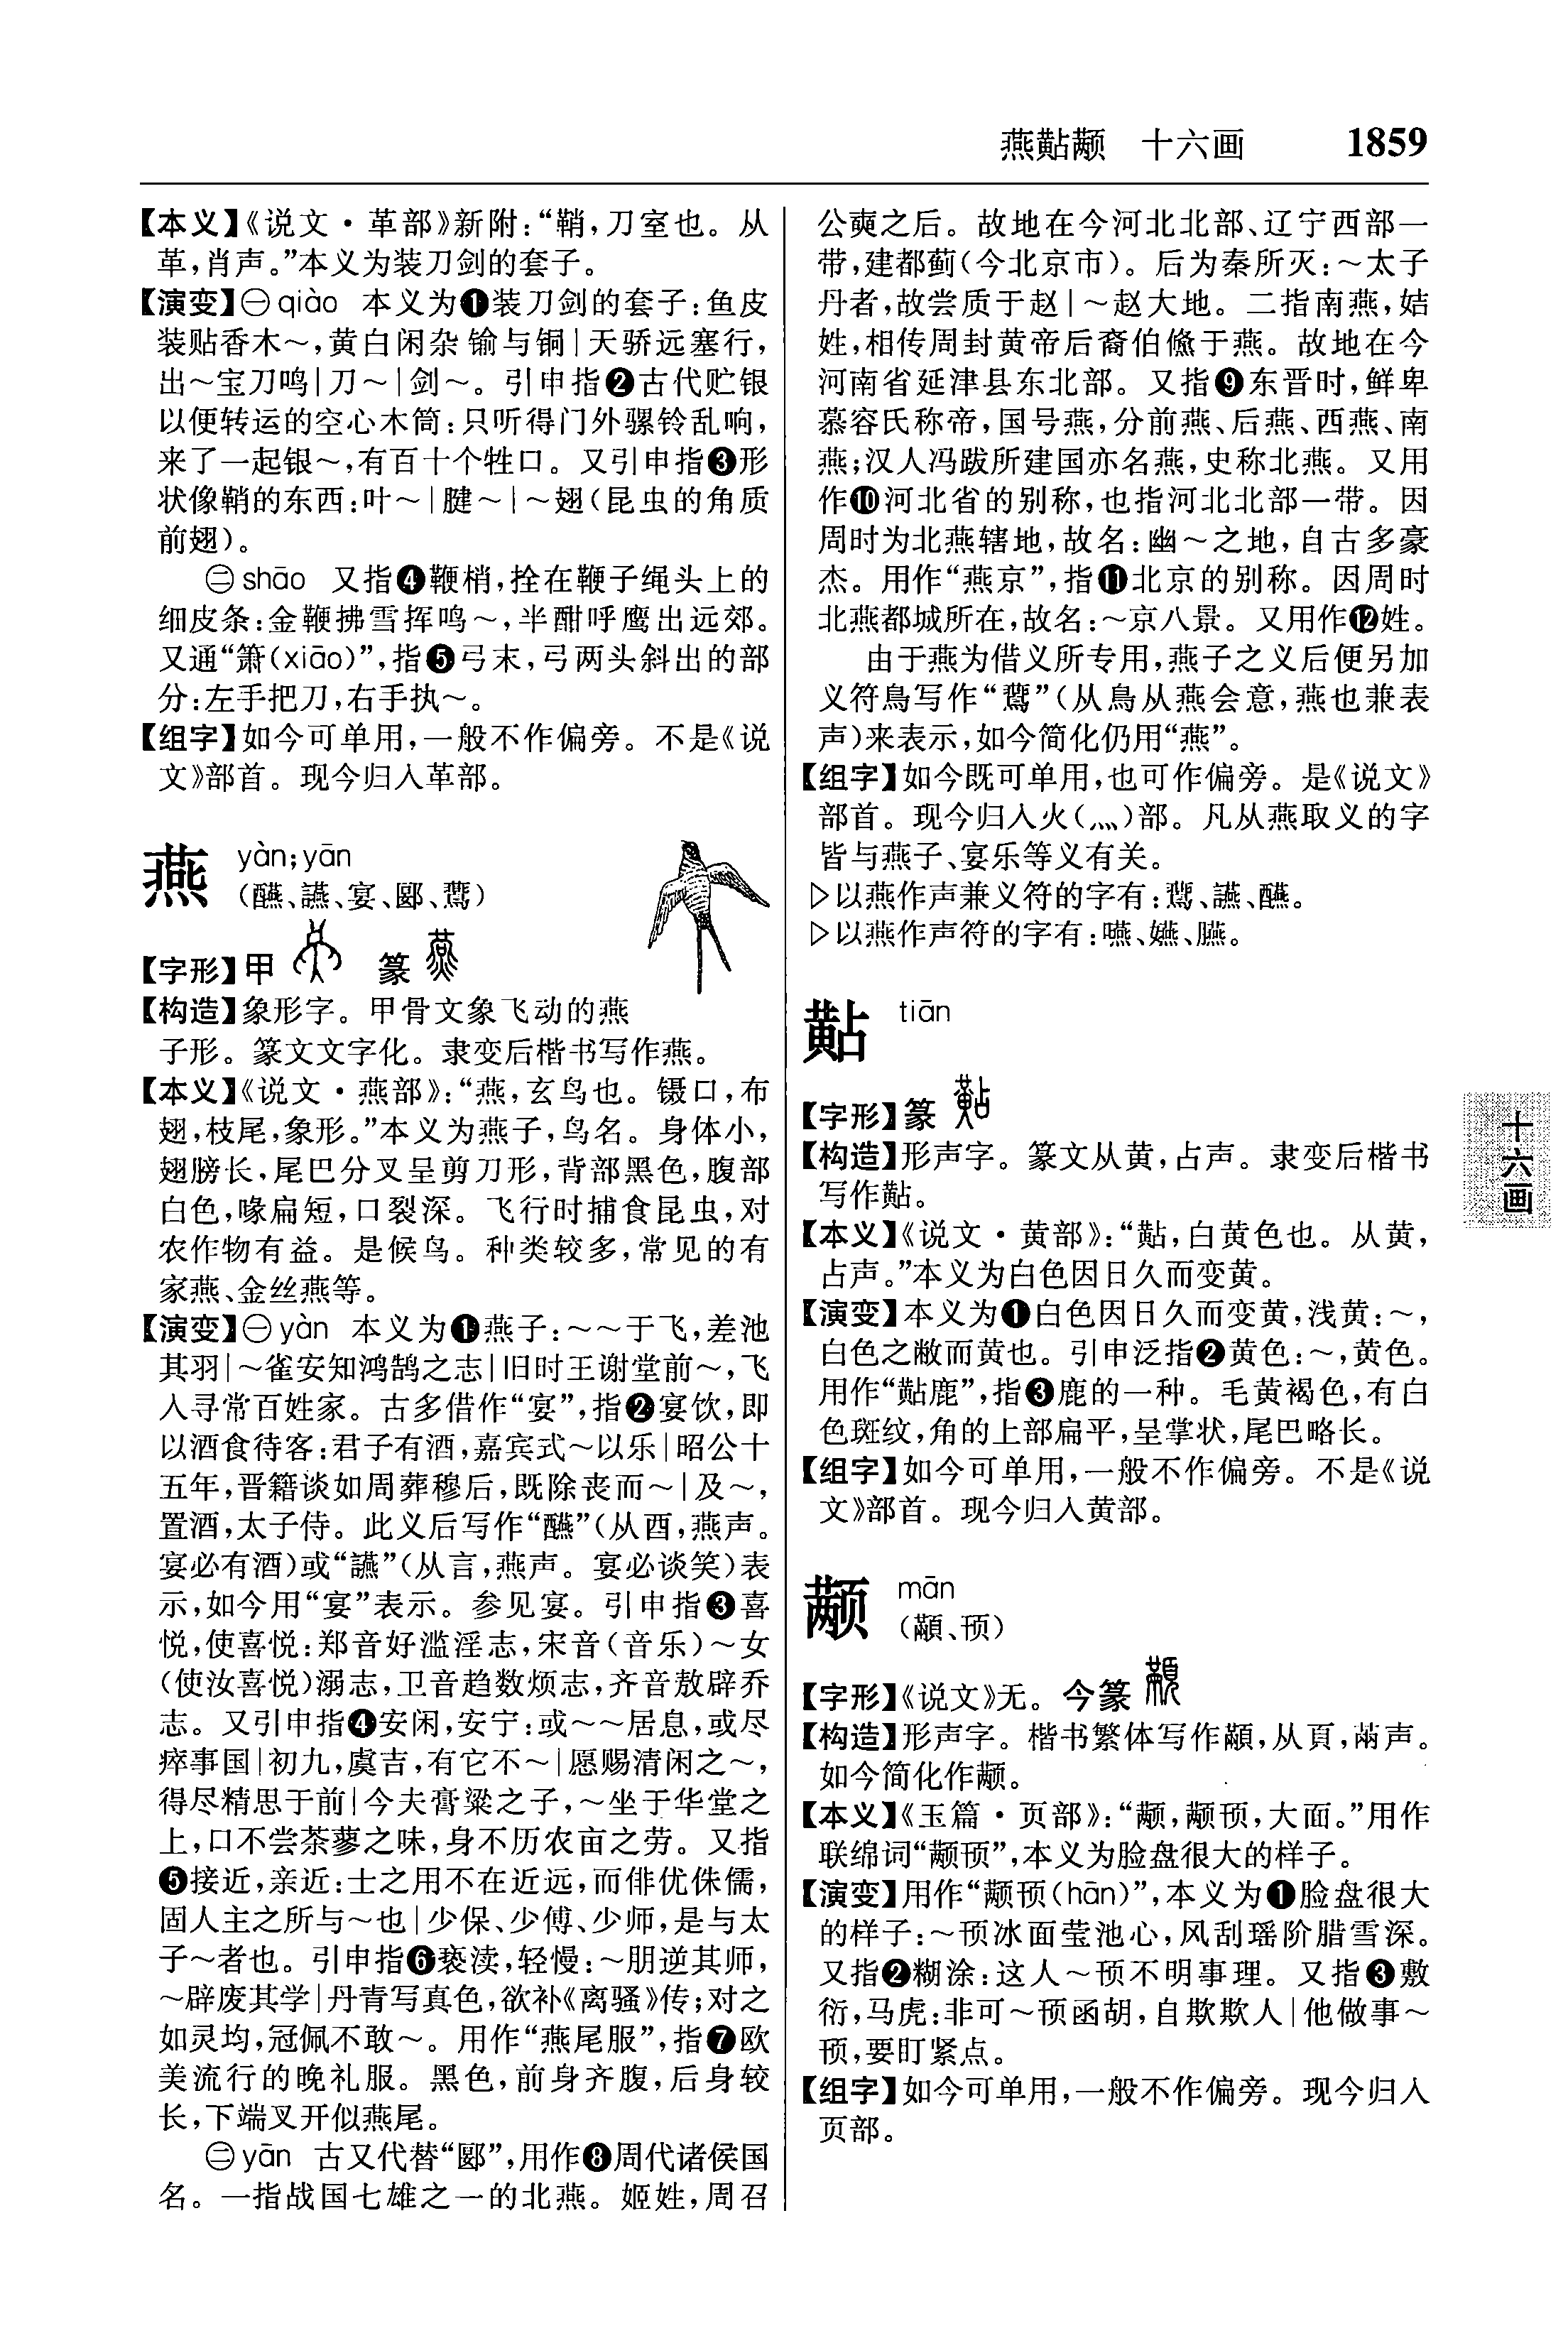 燕黇颟　十六画　1859
【本义】《说文·革部》新附：“鞘，刀室也。从
革，肖声。”本义为装刀剑的套子。
【演变】㊀qiào　本义为❶装刀剑的套子：鱼皮
装贴香木～，黄白闲杂𨱎与铜|天骄远塞行，
出～宝刀鸣|刀～|剑～。引申指❷古代贮银
以便转运的空心木筒：只听得门外骡铃乱响，
来了一起银～，有百十个牲口。又引申指❸形
状像鞘的东西：叶～|腱～|～翅（昆虫的角质
前翅）。
㊁shāo　又指❹鞭梢，拴在鞭子绳头上的
细皮条：金鞭拂雪挥鸣～，半酣呼鹰出远郊。
又通“箫（xiāo）”，指❺弓末，弓两头斜出的部
分：左手把刀，右手执～。
【组字】如今可单用，一般不作偏旁。不是《说
文》部首。现今归入革部。
燕　yàn；yān
（醼、讌、宴、郾、鷰）
【字形】甲　篆
【构造】象形字。甲骨文象飞动的燕
子形。篆文文字化。隶变后楷书写作燕。
【本义】《说文·燕部》：“燕，玄鸟也。镊口，布
翅，枝尾，象形。”本义为燕子，鸟名。身体小，
翅膀长，尾巴分叉呈剪刀形，背部黑色，腹部
白色，喙扁短，口裂深。飞行时捕食昆虫，对
农作物有益。是候鸟。种类较多，常见的有
家燕、金丝燕等。
【演变】㊀yàn　本义为❶燕子：～～于飞，差池
其羽|～雀安知鸿鹄之志|旧时王谢堂前～，飞
入寻常百姓家。古多借作“宴”，指❷宴饮，即
以酒食待客：君子有酒，嘉宾式～以乐|昭公十
五年，晋籍谈如周葬穆后，既除丧而～|及～，
置酒，太子侍。此义后写作“醼”（从酉，燕声。
宴必有酒）或“讌”（从言，燕声。宴必谈笑）表
示，如今用“宴”表示。参见宴。引申指❸喜
悦，使喜悦：郑音好滥淫志，宋音（音乐）～女
（使汝喜悦）溺志，卫音趋数烦志，齐音敖辟乔
志。又引申指❹安闲，安宁：或～～居息，或尽
瘁事国|初九，虞吉，有它不～|愿赐清闲之～，
得尽精思于前|今夫膏粱之子，～坐于华堂之
上，口不尝荼蓼之味，身不历农亩之劳。又指
❺接近，亲近：士之用不在近远，而俳优侏儒，
固人主之所与～也|少保、少傅、少师，是与太
子～者也。引申指❻亵渎，轻慢：～朋逆其师，
～辟废其学|丹青写真色，欲补《离骚》传；对之
如灵均，冠佩不敢～。用作“燕尾服”，指❼欧
美流行的晚礼服。黑色，前身齐腹，后身较
长，下端叉开似燕尾。
㊁yān　古又代替“郾”，用作❽周代诸侯国
名。一指战国七雄之一的北燕。姬姓，周召
公奭之后。故地在今河北北部、辽宁西部一
带，建都蓟（今北京市）。后为秦所灭：～太子
丹者，故尝质于赵|～赵大地。二指南燕，姞
姓，相传周封黄帝后裔伯儵于燕。故地在今
河南省延津县东北部。又指❾东晋时，鲜卑
慕容氏称帝，国号燕，分前燕、后燕、西燕、南
燕；汉人冯跋所建国亦名燕，史称北燕。又用
作❿河北省的别称，也指河北北部一带。因
周时为北燕辖地，故名：幽～之地，自古多豪
杰。用作“燕京”，指⓫北京的别称。因周时
北燕都城所在，故名：～京八景。又用作⓬姓。
由于燕为借义所专用，燕子之义后便另加
义符鳥写作“鷰”（从鳥从燕会意，燕也兼表
声）来表示，如今简化仍用“燕”。
【组字】如今既可单用，也可作偏旁。是《说文》
部首。现今归入火（灬）部。凡从燕取义的字
皆与燕子、宴乐等义有关。
▷以燕作声兼义符的字有：鷰、讌、醼。
▷以燕作声符的字有：嚥、嬿、臙。
黇　tiān
【字形】篆
【构造】形声字。篆文从黄，占声。隶变后楷书
写作黇。
【本义】《说文·黄部》：“黇，白黄色也。从黄，
占声。”本义为白色因日久而变黄。
【演变】本义为❶白色因日久而变黄，浅黄：～，
白色之敝而黄也。引申泛指❷黄色：～，黄色。
用作“黇鹿”，指❸鹿的一种。毛黄褐色，有白
色斑纹，角的上部扁平，呈掌状，尾巴略长。
【组字】如今可单用，一般不作偏旁。不是《说
文》部首。现今归入黄部。
颟　mān
（顢、顸）
【字形】《说文》无。今篆
【构造】形声字。楷书繁体写作顢，从頁，㒼声。
如今简化作颟。
【本义】《玉篇·页部》：“颟，颟顸，大面。”用作
联绵词“颟顸”，本义为脸盘很大的样子。
【演变】用作“颟顸（hān）”，本义为❶脸盘很大
的样子：～顸冰面莹池心，风刮瑶阶腊雪深。
又指❷糊涂：这人～顸不明事理。又指❸敷
衍，马虎：非可～顸函胡，自欺欺人|他做事～
顸，要盯紧点。
【组字】如今可单用，一般不作偏旁。现今归入
页部。
十六画